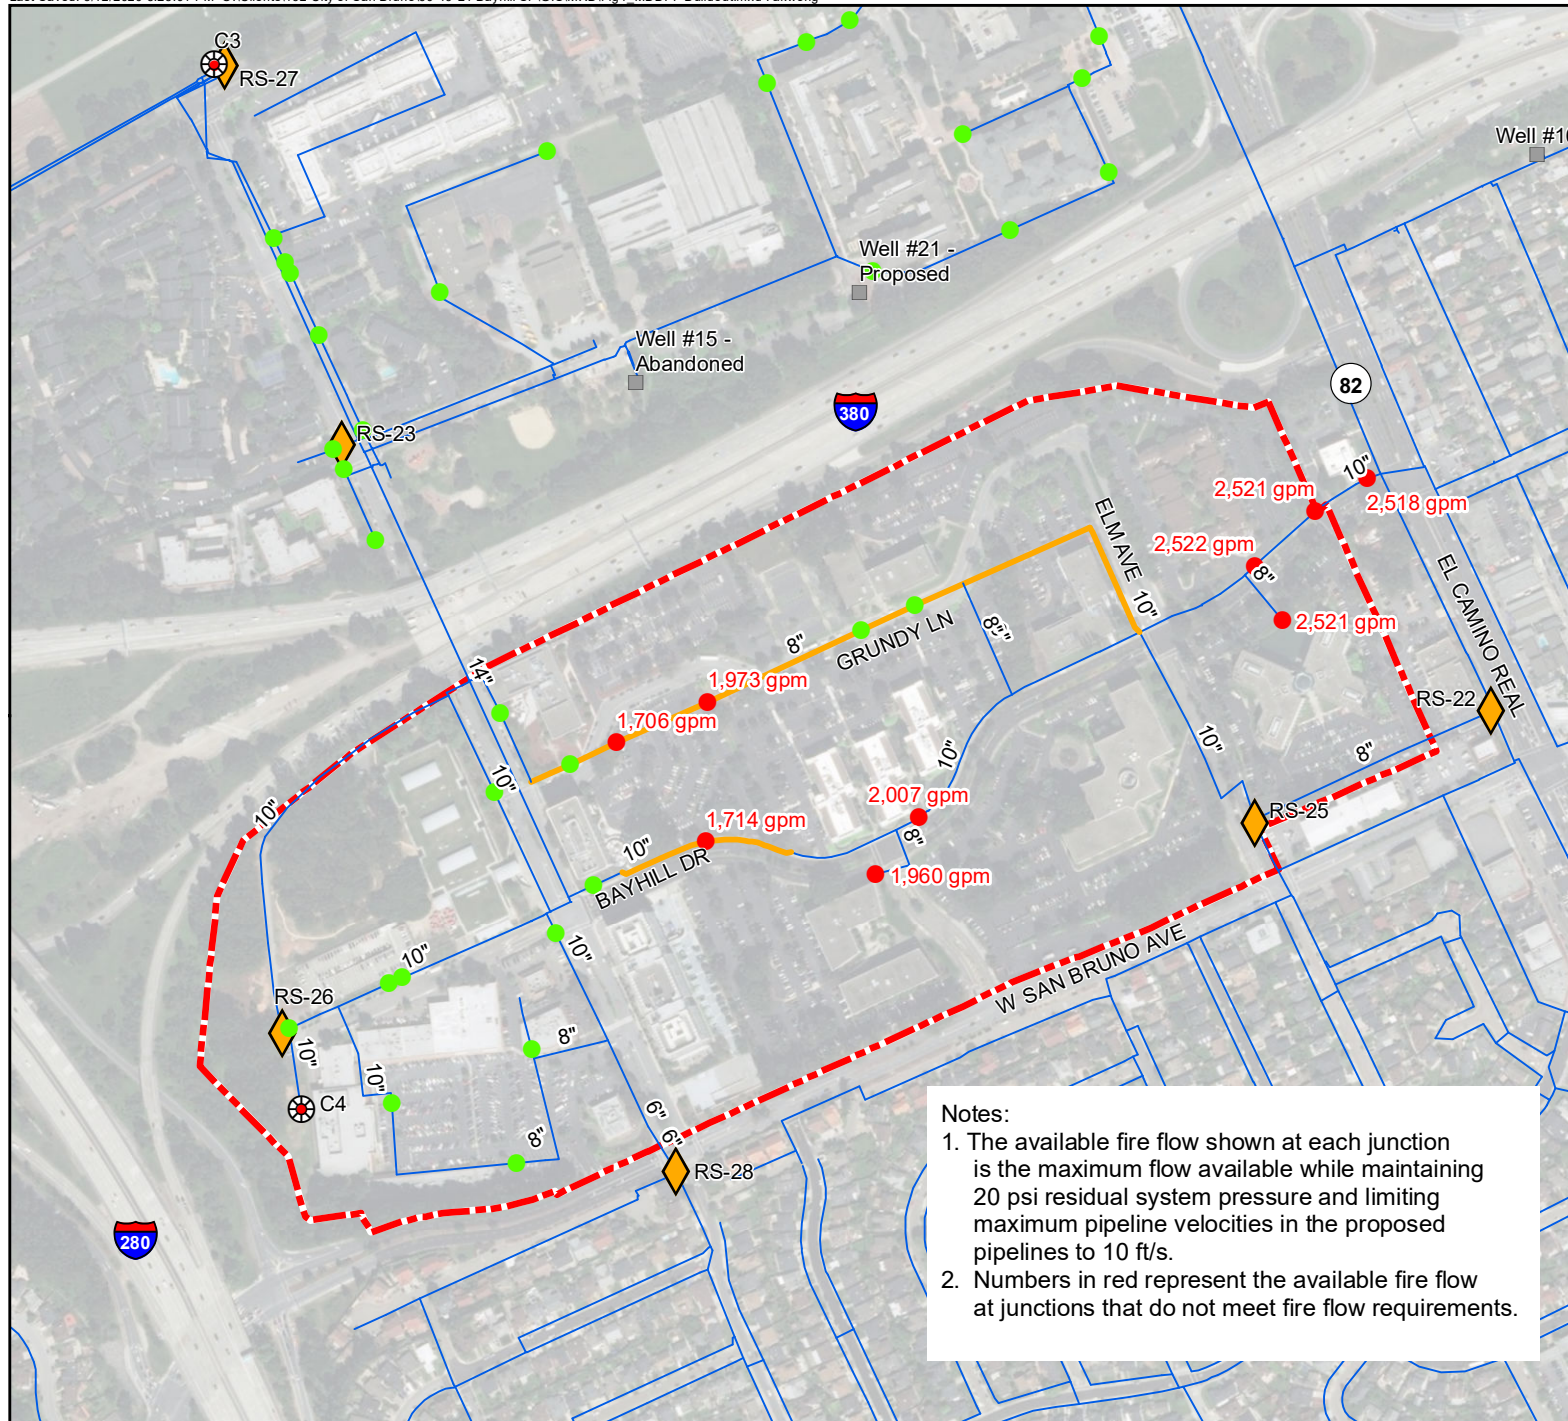 C3
RS-27
Well #16
Well #21 -
Proposed
Well #15 -
Abandoned
380
82
RS-23
10"
2,521 gpm
2,518 gpm
ELM AVE
2,522 gpm
8"
EL CAMINO REAL
10"
8"
GRUNDY LN
8"
2,521 gpm
14"
1,973 gpm
RS-22
1,706 gpm
10"
8"
10"
10"
10"
2,007 gpm
RS-25
1,714 gpm
8"
10"
BAYHILL DR
1,960 gpm
10"
10"
W SAN BRUNO AVE
RS-26
10"
8"
10"
C4
6"
6"
8"
RS-28
280
Notes:
1. The available fire flow shown at each junction
is the maximum flow available while maintaining
20 psi residual system pressure and limiting
maximum pipeline velocities in the proposed
pipelines to 10 ft/s.
2. Numbers in red represent the available fire flow
at junctions that do not meet fire flow requirements.